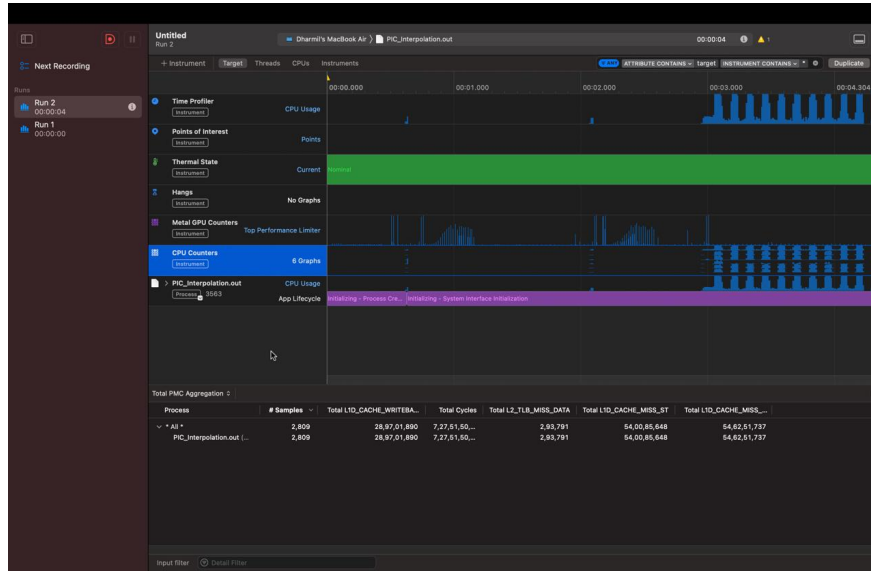 Untitled
Run 2
Dharmil's MacBook Air 〉 PIC_Interpolation.out
00:00:04
1
Next Recording
Runs
Run 2
00:00:04
Run 1
00:00:00
+ Instrument Target Threads CPUs Instruments
ANY ATTRIBUTE CONTAINS target INSTRUMENT CONTAINS
Duplicate
00:00.000 00:01.000 00:02.000 00:03.000 00:04.304
Time Profiler
Instrument
CPU Usage
Points of Interest
Instrument
Points
Thermal State
Instrument
Current
Nominal
Hangs
Instrument
No Graphs
Metal GPU Counters
Instrument
Top Performance Limiter
CPU Counters
Instrument
6 Graphs
PIC_Interpolation.out
Process 3563
CPU Usage
App Lifecycle
Initializing - Process Cre... Initializing - System Interface Initialization
Total PMC Aggregation
Process # Samples Total L1D_CACHE_WRITEBA... Total Cycles Total L2_TLB_MISS_DATA Total L1D_CACHE_MISS_ST Total L1D_CACHE_MISS_...
* All * 2,809 28,97,01,890 7,27,51,50,... 2,93,791 54,00,85,648 54,62,51,737
PIC_Interpolation.out (... 2,809 28,97,01,890 7,27,51,50,... 2,93,791 54,00,85,648 54,62,51,737
Input filter Detail Filter